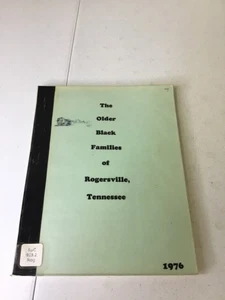 The
Older
Black
Families
of
Rogersville,
Tennessee
1976